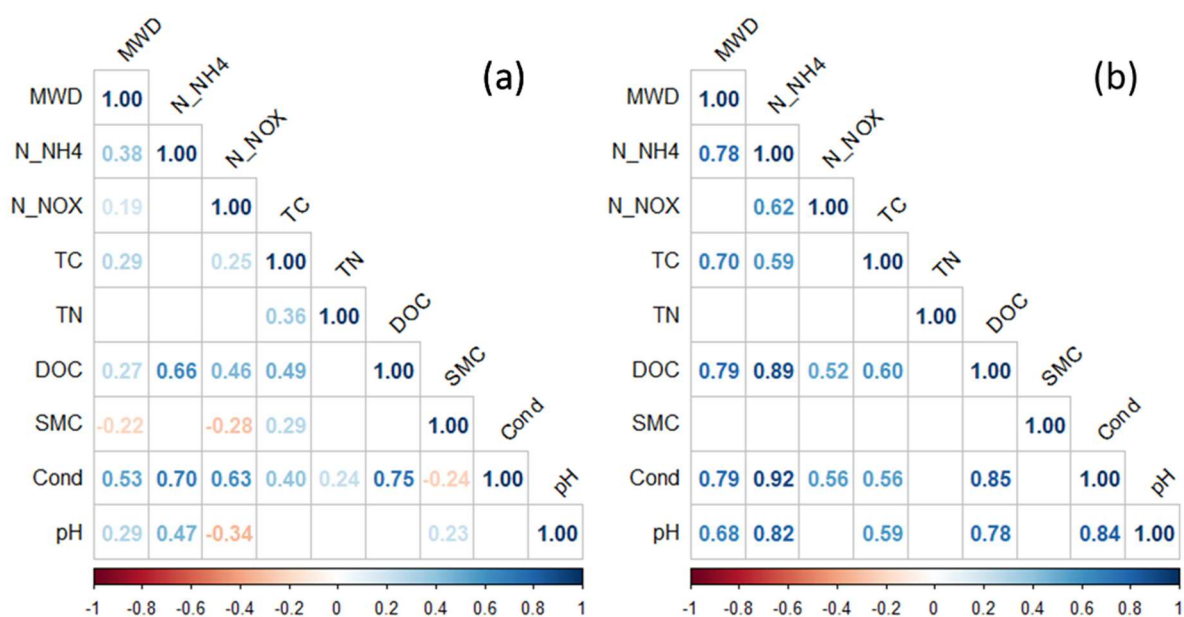 (a)
MWD
N_NH4
N_NOX
TC
TN
DOC
SMC
Cond
pH
MWD 1.00
N_NH4 0.38 1.00
N_NOX 0.19 1.00
TC 0.29 0.25 1.00
TN 0.36 1.00
DOC 0.27 0.66 0.46 0.49 1.00
SMC -0.22 -0.28 0.29 1.00
Cond 0.53 0.70 0.63 0.40 0.24 0.75 -0.24 1.00
pH 0.29 0.47 -0.34 0.23 1.00
-1 -0.8 -0.6 -0.4 -0.2 0 0.2 0.4 0.6 0.8 1
(b)
MWD
N_NH4
N_NOX
TC
TN
DOC
SMC
Cond
pH
MWD 1.00
N_NH4 0.78 1.00
N_NOX 0.62 1.00
TC 0.70 0.59 1.00
TN 1.00
DOC 0.79 0.89 0.52 0.60 1.00
SMC 1.00
Cond 0.79 0.92 0.56 0.56 0.85 1.00
pH 0.68 0.82 0.59 0.78 0.84 1.00
-1 -0.8 -0.6 -0.4 -0.2 0 0.2 0.4 0.6 0.8 1